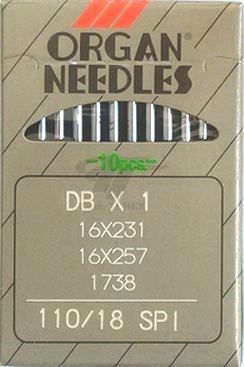 ORGAN®
NEEDLES
-10pcs.-
DB X 1
16X231
16X257
1738
110/18 SPI